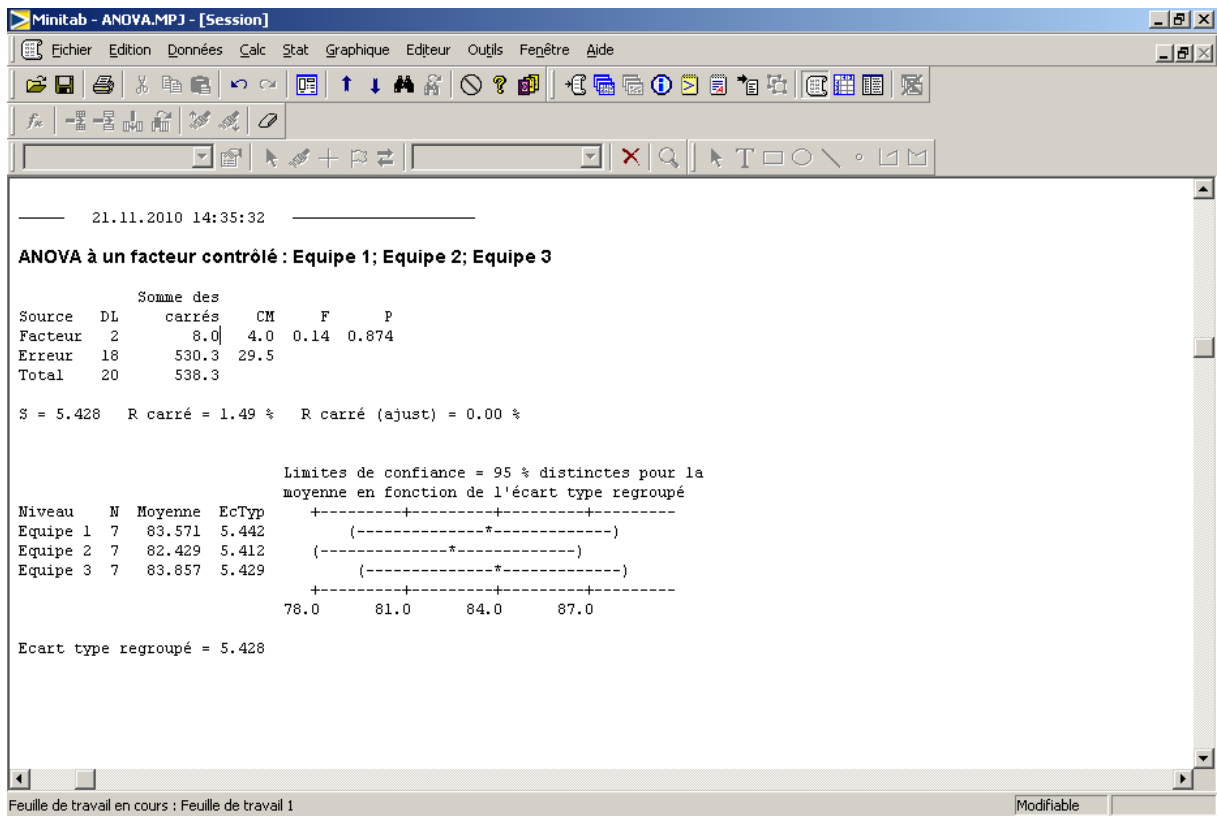 Minitab - ANOVA.MPJ - [Session]
Fichier Edition Données Calc Stat Graphique Editeur Outils Fenêtre Aide
21.11.2010 14:35:32
ANOVA à un facteur contrôlé : Equipe 1; Equipe 2; Equipe 3
Somme des
Source DL carrés CM F P
Facteur 2 8.0 4.0 0.14 0.874
Erreur 18 530.3 29.5
Total 20 538.3
S = 5.428 R carré = 1.49 % R carré (ajust) = 0.00 %
Limites de confiance = 95 % distinctes pour la
moyenne en fonction de l'écart type regroupé
Niveau N Moyenne EcTyp +---------+---------+---------+---------
Equipe 1 7 83.571 5.442 (--------------*-------------)
Equipe 2 7 82.429 5.412 (--------------*-------------)
Equipe 3 7 83.857 5.429 (--------------*-------------)
+---------+---------+---------+---------
78.0 81.0 84.0 87.0
Ecart type regroupé = 5.428
Feuille de travail en cours : Feuille de travail 1 Modifiable